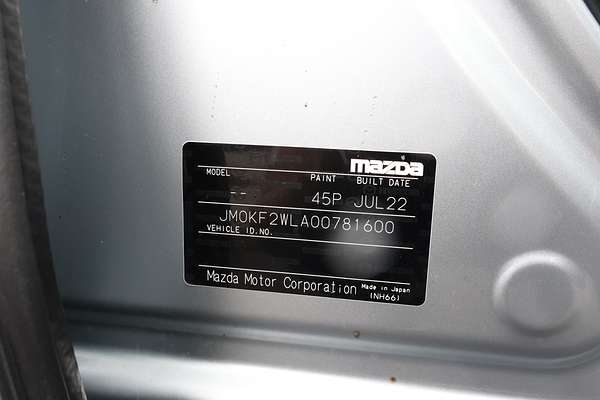 mazda
MODEL PAINT BUILT DATE
-- 45P JUL22
JM0KF2WLA00781600
VEHICLE ID.NO.
Mazda Motor Corporation Made in Japan
(NH66)